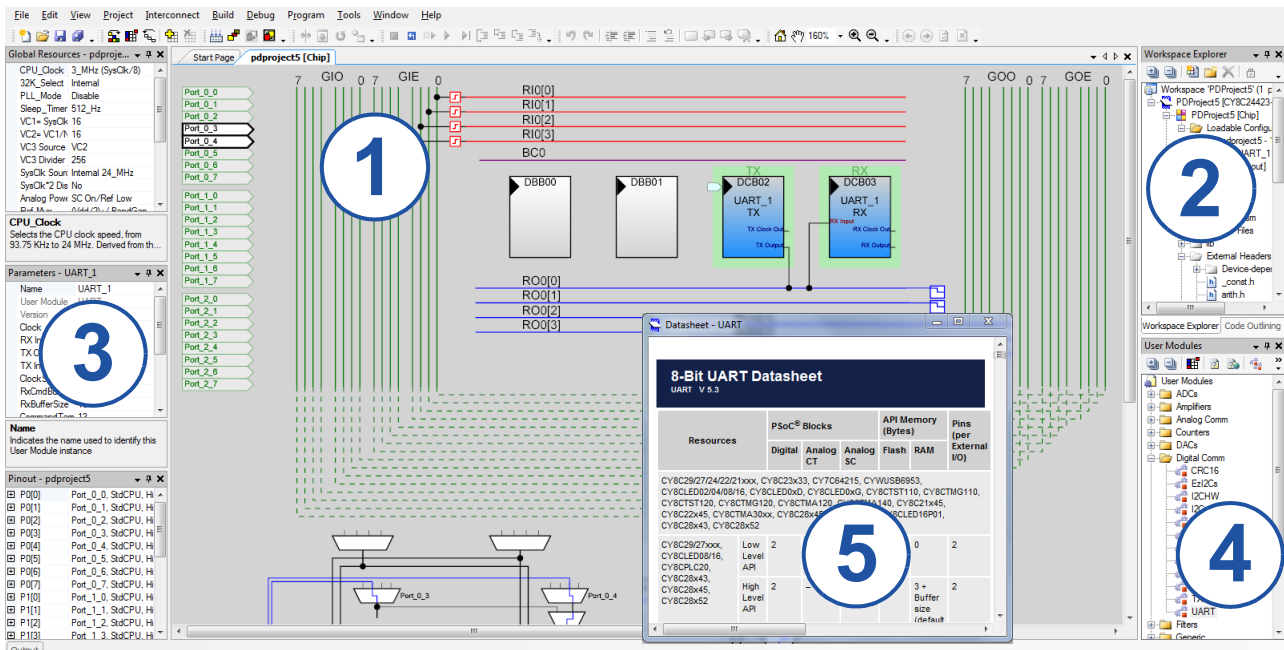 File Edit View Project Interconnect Build Debug Program Tools Window Help
160%
Global Resources - pdproje...
CPU_Clock 3_MHz (SysClk/8)
32K_Select Internal
PLL_Mode Disable
Sleep_Timer 512_Hz
VC1= SysClk 16
VC2= VC1/N 16
VC3 Source VC2
VC3 Divider 256
SysClk Sourc Internal 24_MHz
SysClk*2 Dis No
Analog Powe SC On/Ref Low
CPU_Clock
Selects the CPU clock speed, from
93.75 KHz to 24 MHz. Derived from th...
Parameters - UART_1
Name UART_1
User Module UART
Version
Clock
RX In
TX O
TX In
Clock
RxCmdBu
RxBufferSize
Name
Indicates the name used to identify this
User Module instance
Pinout - pdproject5
P0[0] Port_0_0, StdCPU, Hi
P0[1] Port_0_1, StdCPU, Hi
P0[2] Port_0_2, StdCPU, Hi
P0[3] Port_0_3, StdCPU, Hi
P0[4] Port_0_4, StdCPU, Hi
P0[5] Port_0_5, StdCPU, Hi
P0[6] Port_0_6, StdCPU, Hi
P0[7] Port_0_7, StdCPU, Hi
P1[0] Port_1_0, StdCPU, Hi
P1[1] Port_1_1, StdCPU, Hi
P1[2] Port_1_2, StdCPU, Hi
P1[3] Port_1_3, StdCPU, Hi
Output
Start Page pdproject5 [Chip]
7 GIO 0 7 GIE 0
7 GOO 0 7 GOE 0
Port_0_0
Port_0_1
Port_0_2
Port_0_3
Port_0_4
Port_0_5
Port_0_6
Port_0_7
Port_1_0
Port_1_1
Port_1_2
Port_1_3
Port_1_4
Port_1_5
Port_1_6
Port_1_7
Port_2_0
Port_2_1
Port_2_2
Port_2_3
Port_2_4
Port_2_5
Port_2_6
Port_2_7
RI0[0]
RI0[1]
RI0[2]
RI0[3]
BC0
DBB00
DBB01
TX
DCB02
UART_1
TX
TX Clock Out
TX Output
RX
DCB03
UART_1
RX
RX Input
RX Clock Out
RX Output
RO0[0]
RO0[1]
RO0[2]
RO0[3]
Port_0_3
Port_0_4
1
2
3
4
5
Datasheet - UART
8-Bit UART Datasheet
UART V 5.3
Resources
PSoC® Blocks
API Memory
(Bytes)
Pins
(per
External
I/O)
Digital
Analog
CT
Analog
SC
Flash
RAM
CY8C29/27/24/22/21xxx, CY8C23x33, CY7C64215, CYWUSB6953,
CY8CLED02/04/08/16, CY8CLED0xD, CY8CLED0xG, CY8CTST110, CY8CTMG110,
CY8CTST120, CY8CTMG120, CY8CTMA120, CY8C21x45,
CY8C22x45, CY8CTMA30xx, CY8CLED16P01,
CY8C28x43, CY8C28x52
CY8C29/27xxx,
CY8CLED08/16,
CY8CPLC20,
CY8C28x43,
CY8C28x45,
CY8C28x52
Low
Level
API
2
0
2
High
Level
API
2
3 +
Buffer
size
(default
2
Workspace Explorer
Workspace 'PDProject5' (1 p
PDProject5 [CY8C24423-
PDProject5 [Chip]
Loadable Configu
Files
lib
External Headers
Device-depen
_const.h
arith.h
Workspace Explorer Code Outlining
User Modules
User Modules
ADCs
Amplifiers
Analog Comm
Counters
DACs
Digital Comm
CRC16
EzI2Cs
I2CHW
UART
Filters
Generic